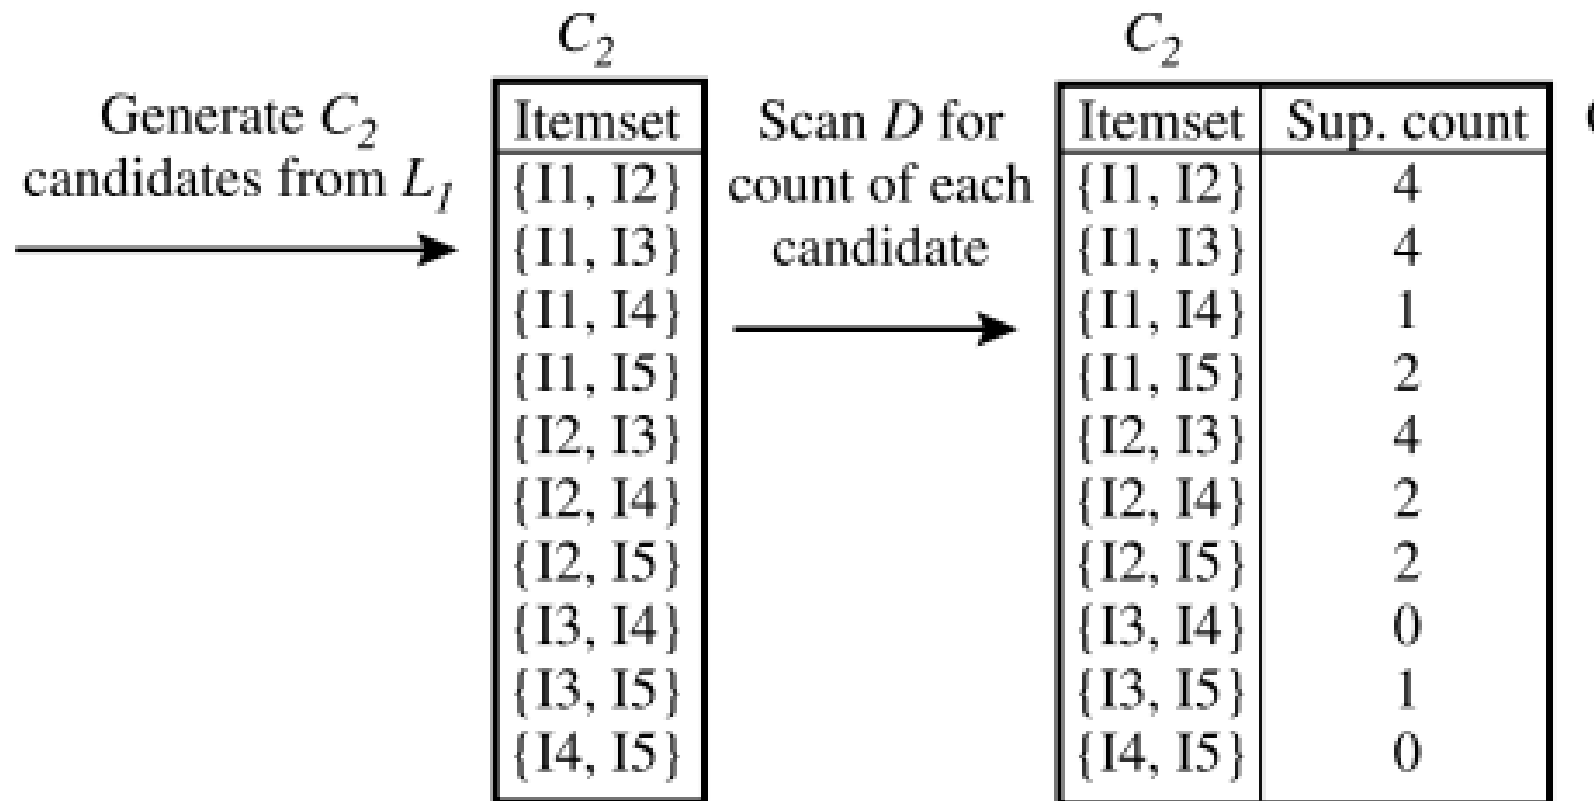 Generate C₂
candidates from L₁
C₂
Itemset
{I1, I2}
{I1, I3}
{I1, I4}
{I1, I5}
{I2, I3}
{I2, I4}
{I2, I5}
{I3, I4}
{I3, I5}
{I4, I5}
Scan D for
count of each
candidate
C₂
Itemset Sup. count
{I1, I2} 4
{I1, I3} 4
{I1, I4} 1
{I1, I5} 2
{I2, I3} 4
{I2, I4} 2
{I2, I5} 2
{I3, I4} 0
{I3, I5} 1
{I4, I5} 0